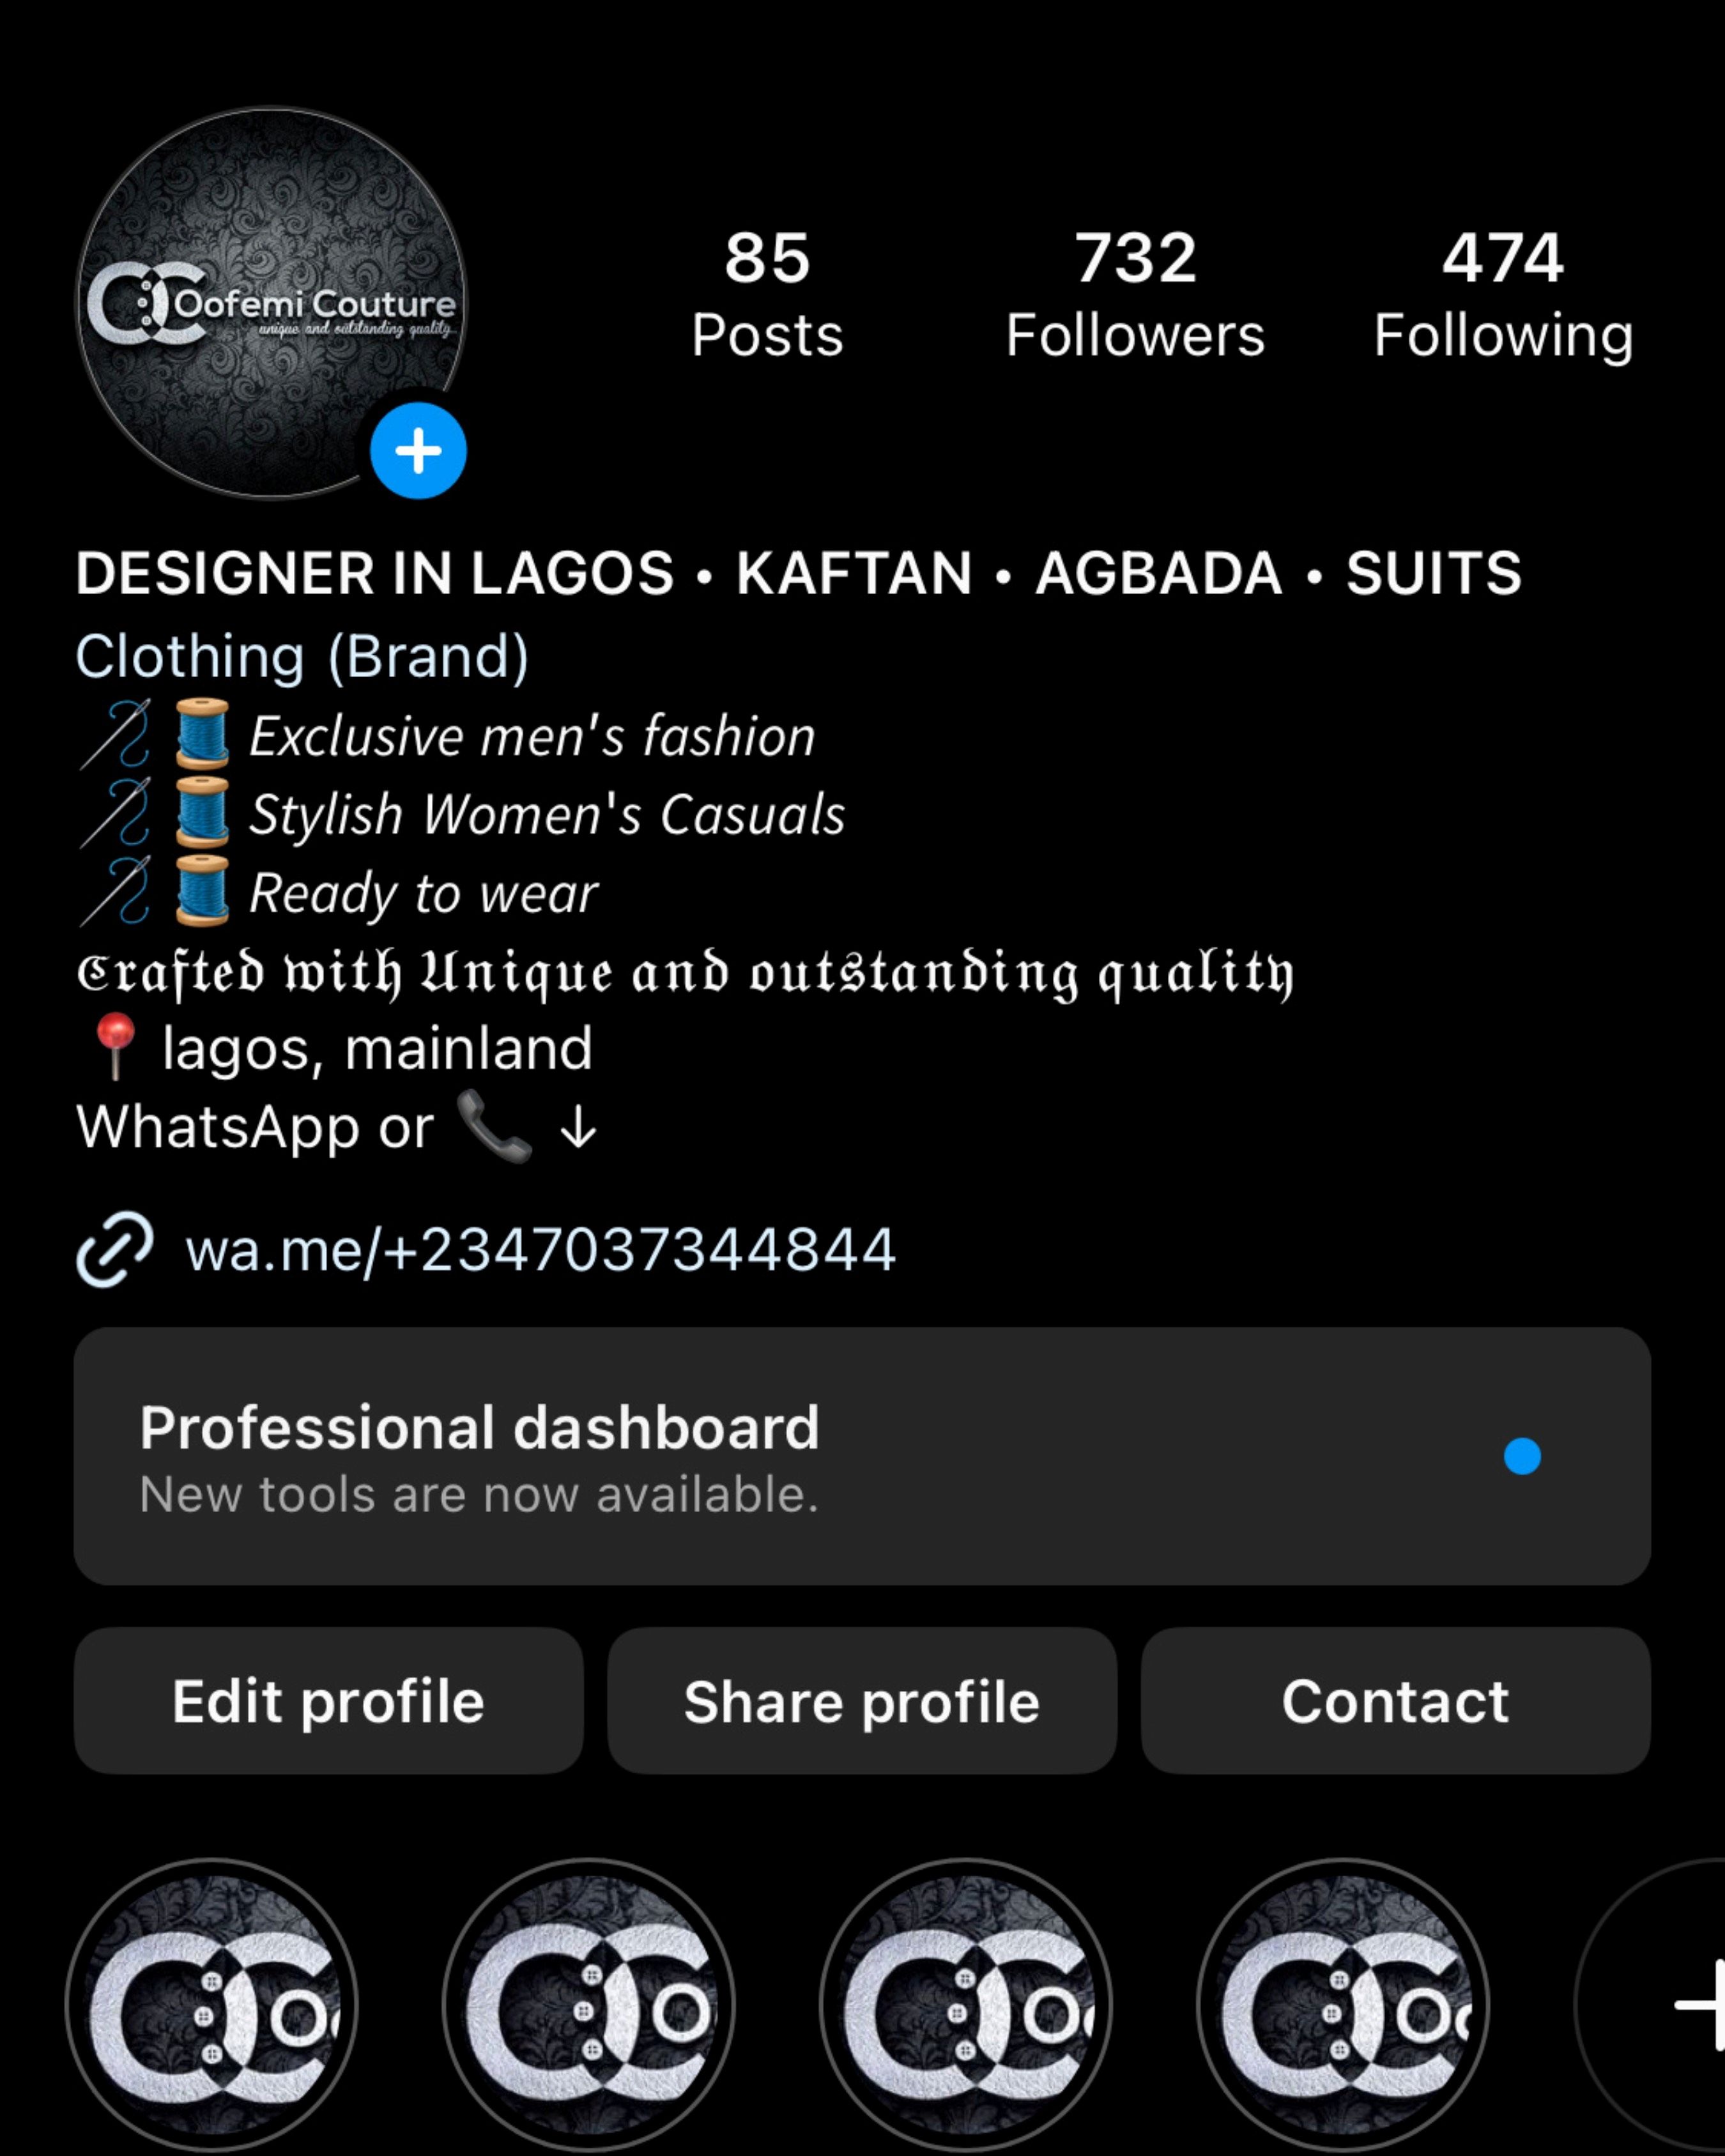 Oofemi Couture
unique and outstanding quality...
85
Posts
732
Followers
474
Following
DESIGNER IN LAGOS • KAFTAN • AGBADA • SUITS
Clothing (Brand)
🪡🧵Exclusive men's fashion
🪡🧵Stylish Women's Casuals
🪡🧵Ready to wear
𝕮𝖗𝖆𝖋𝖙𝖊𝖉 𝖜𝖎𝖙𝖍 𝖀𝖓𝖎𝖖𝖚𝖊 𝖆𝖓𝖉 𝖔𝖚𝖙𝖘𝖙𝖆𝖓𝖉𝖎𝖓𝖌 𝖖𝖚𝖆𝖑𝖎𝖙𝖞
📍 lagos, mainland
WhatsApp or 📞 ↓
wa.me/+2347037344844
Professional dashboard
New tools are now available.
Edit profile
Share profile
Contact